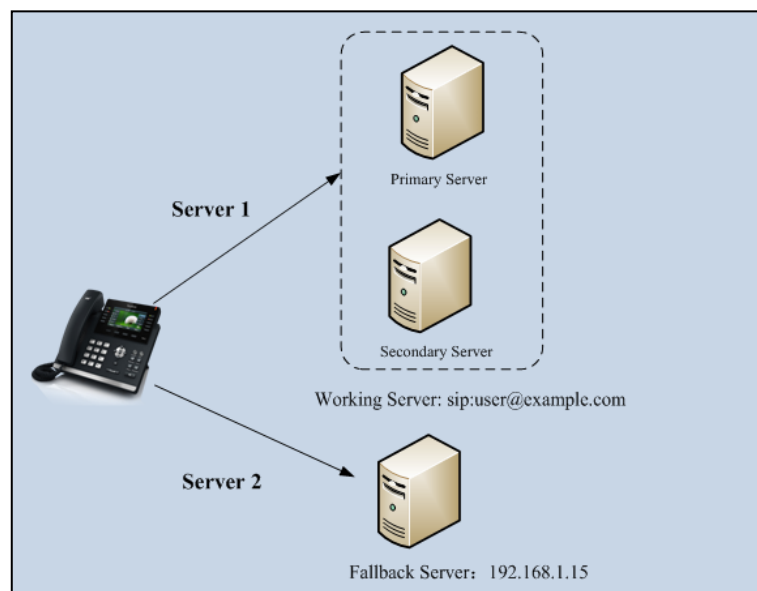 Primary Server
Server 1
Secondary Server
Working Server: sip:user@example.com
Server 2
Fallback Server：192.168.1.15